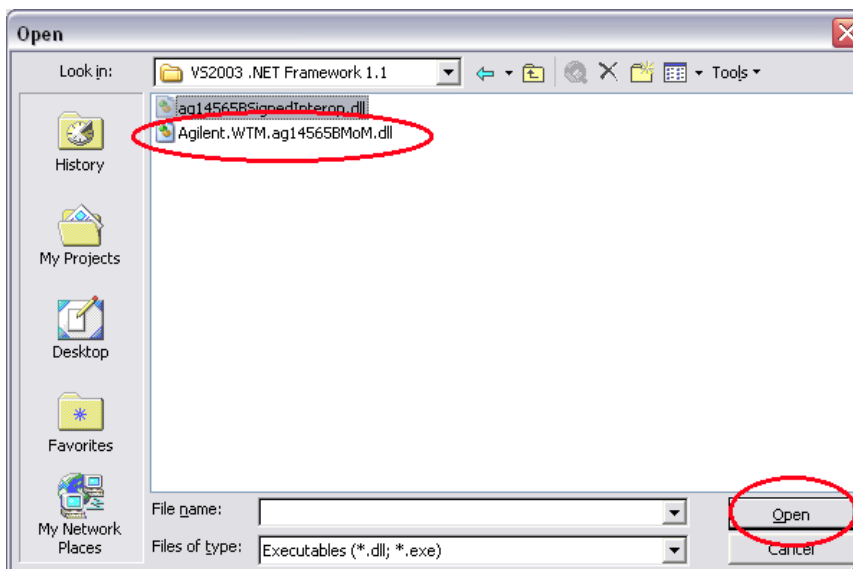 Open
Look in:
VS2003 .NET Framework 1.1
Tools
ag14565BSignedInterop.dll
Agilent.WTM.ag14565BMoM.dll
History
My Projects
Desktop
Favorites
My Network
Places
File name:
Open
Files of type:
Executables (*.dll; *.exe)
Cancel